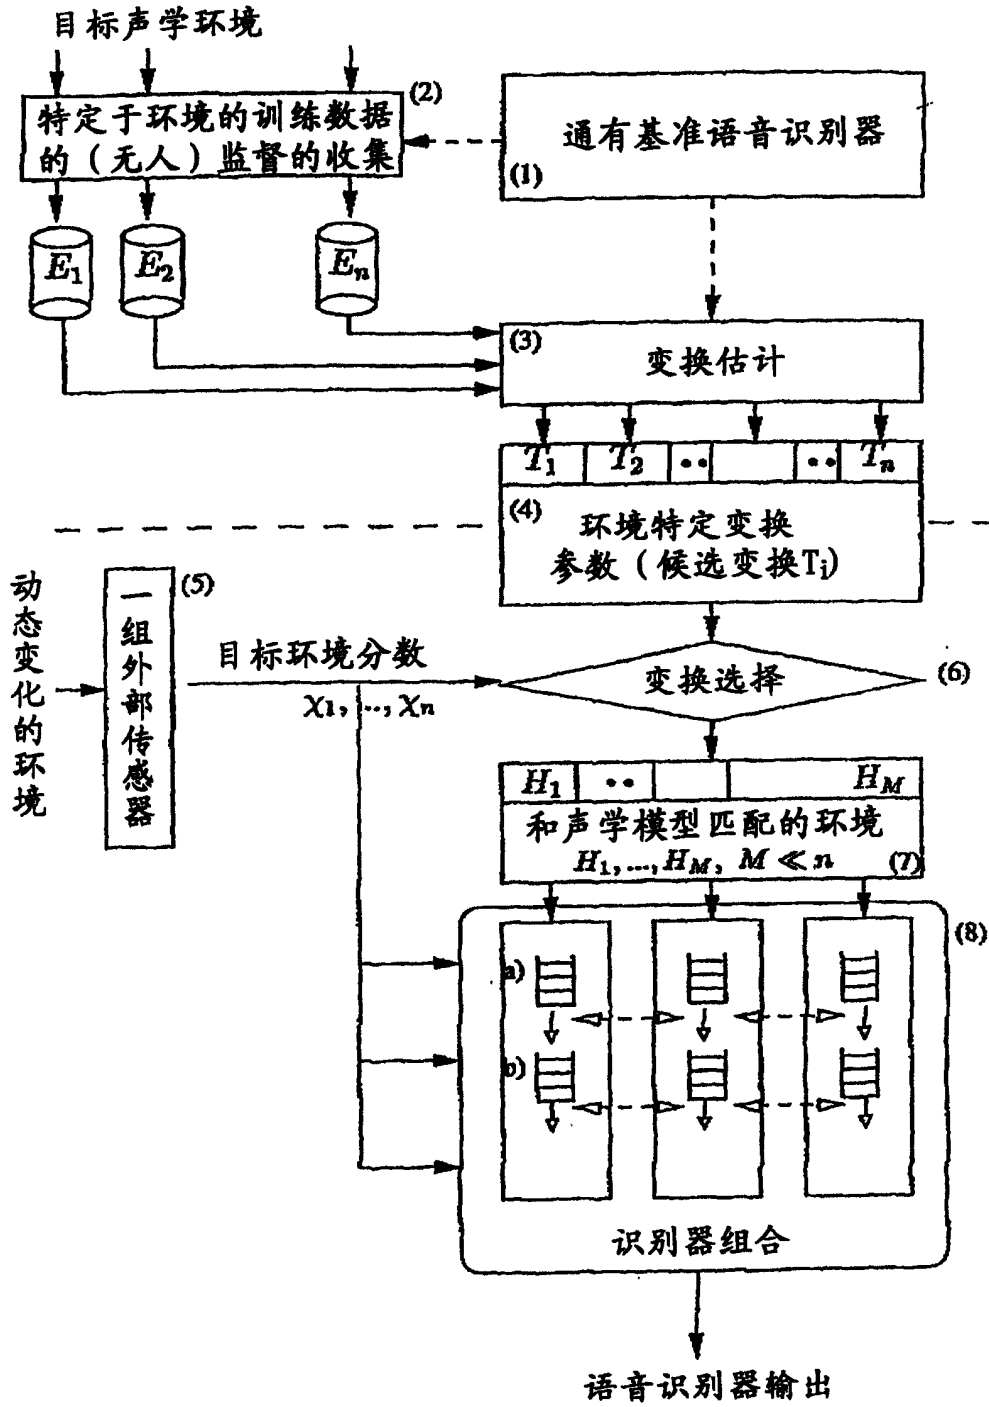 目标声学环境
(2)
特定于环境的训练数据
的（无人）监督的收集
通有基准语音识别器
(1)
E1
E2
En
(3)
变换估计
T1
T2
..
..
Tn
(4)
环境特定变换
参数（候选变换Ti)
动态变化的环境
一组外部传感器
(5)
目标环境分数
χ1, .., χn
变换选择
(6)
H1
..
HM
和声学模型匹配的环境
H1,...,HM, M ≪ n
(7)
(8)
a)
b)
识别器组合
语音识别器输出